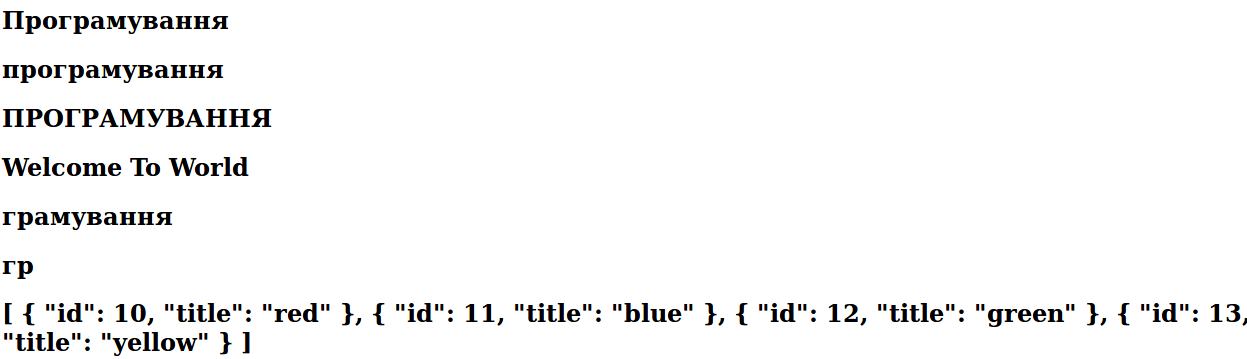 Програмування
програмування
ПРОГРАМУВАННЯ
Welcome To World
грамування
гр
[ { "id": 10, "title": "red" }, { "id": 11, "title": "blue" }, { "id": 12, "title": "green" }, { "id": 13,
"title": "yellow" } ]